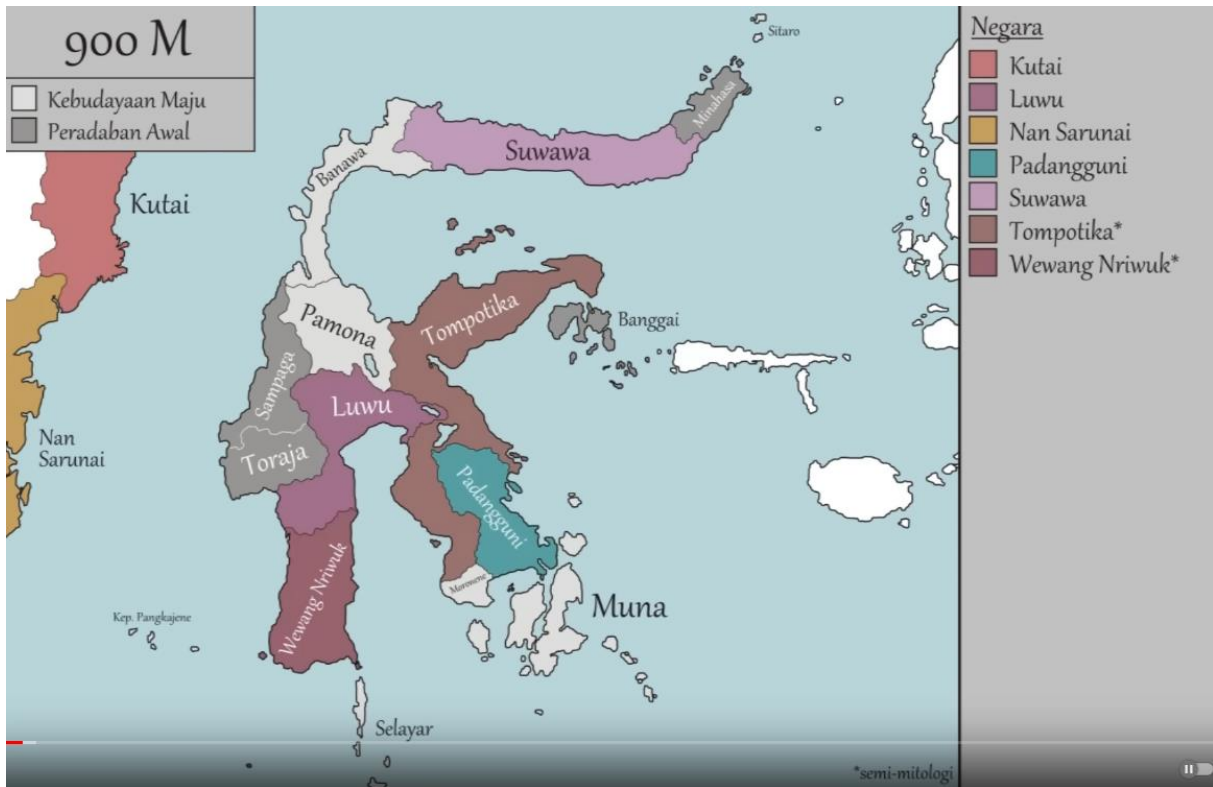 900 M
Kebudayaan Maju
Peradaban Awal
Negara
Kutai
Luwu
Nan Sarunai
Padangguni
Suwawa
Tompotika*
Wewang Nriwuk*
Sitaro
Minahasa
Suwawa
Banawa
Kutai
Pamona
Tompotika
Banggai
Sampaga
Luwu
Toraja
Nan
Sarunai
Padangguni
Wewang Nriwuk
Moronene
Muna
Kep. Pangkajene
Selayar
*semi-mitologi